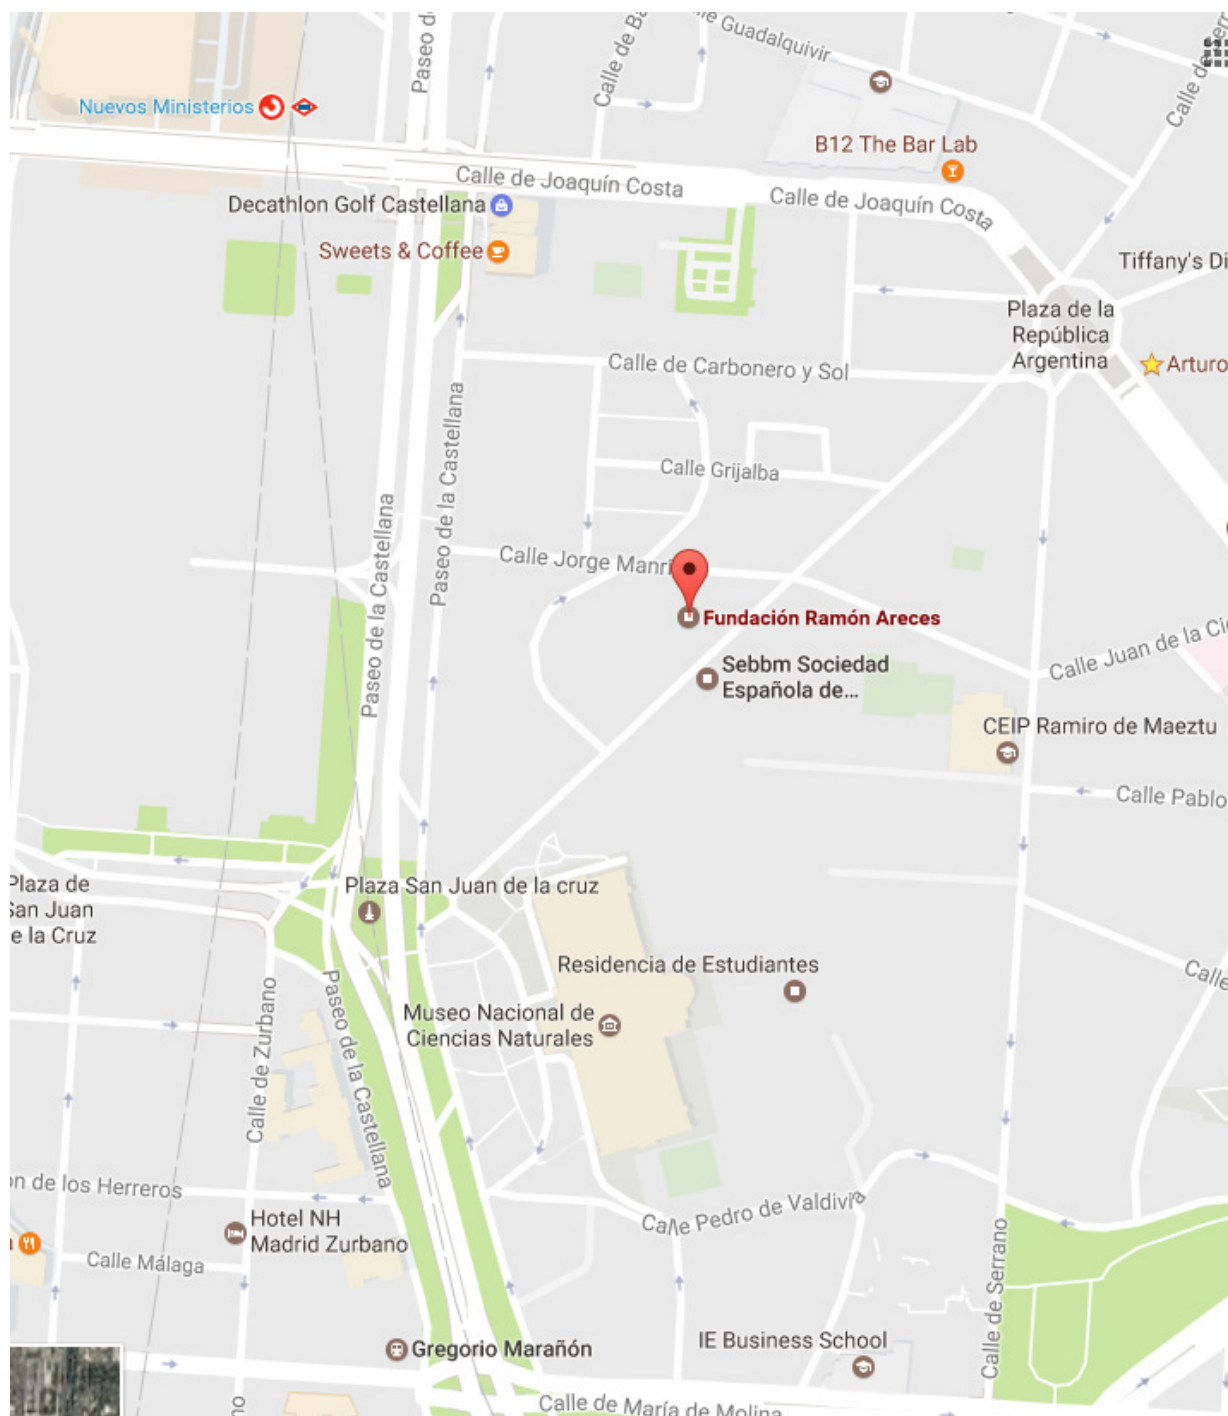 Paseo d
Calle de Ba
lle Guadalquivir
Calle de Serr
Nuevos Ministerios
B12 The Bar Lab
Calle de Joaquín Costa
Calle de Joaquín Costa
Decathlon Golf Castellana
Sweets & Coffee
Tiffany's Di
Plaza de la
República
Argentina
Calle de Carbonero y Sol
Arturo
Calle Grijalba
Paseo de la Castellana
Paseo de la Castellana
Calle Jorge Manri
Fundación Ramón Areces
Sebbm Sociedad
Española de...
Calle Juan de la Ci
CEIP Ramiro de Maeztu
Calle Pablo
Plaza de
San Juan
e la Cruz
Plaza San Juan de la cruz
Residencia de Estudiantes
Calle
Museo Nacional de
Ciencias Naturales
Calle de Zurbano
Paseo de la Castellana
on de los Herreros
Hotel NH
Madrid Zurbano
Calle Pedro de Valdivia
Calle Málaga
Calle de Serrano
Gregorio Marañón
IE Business School
no
Calle de María de Molina